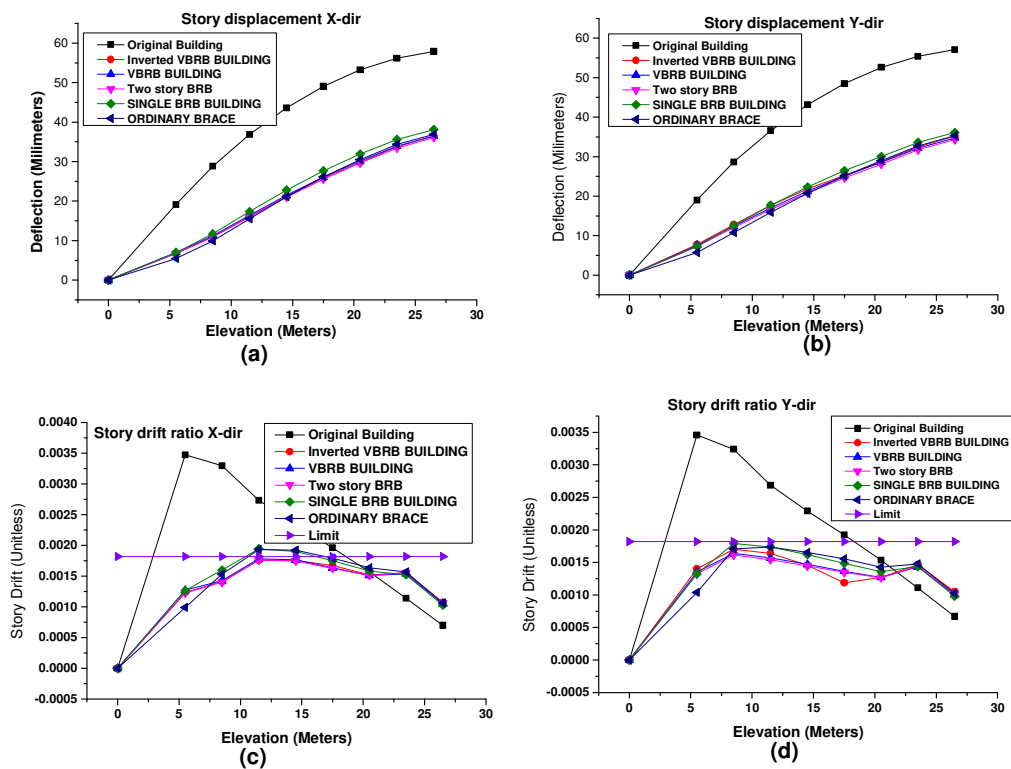 Story displacement X-dir
60
50
40
30
20
10
0
Deflection (Milimeters)
Original Building
Inverted VBRB BUILDING
VBRB BUILDING
Two story BRB
SINGLE BRB BUILDING
ORDINARY BRACE
0 5 10 15 20 25 30
Elevation (Meters)
(a)
Story displacement Y-dir
60
50
40
30
20
10
0
Deflection (Milimeters)
Original Building
Inverted VBRB BUILDING
VBRB BUILDING
Two story BRB
SINGLE BRB BUILDING
ORDINARY BRACE
0 5 10 15 20 25 30
Elevation (Meters)
(b)
Story drift ratio X-dir
0.0040
0.0035
0.0030
0.0025
0.0020
0.0015
0.0010
0.0005
0.0000
-0.0005
Story Drift (Unitless)
Original Building
Inverted VBRB BUILDING
VBRB BUILDING
Two story BRB
SINGLE BRB BUILDING
ORDINARY BRACE
Limit
0 5 10 15 20 25 30
Elevation (Meters)
(c)
Story drift ratio Y-dir
0.0035
0.0030
0.0025
0.0020
0.0015
0.0010
0.0005
0.0000
-0.0005
Story Drift (Unitless)
Original Building
Inverted VBRB BUILDING
VBRB BUILDING
Two story BRB
SINGLE BRB BUILDING
ORDINARY BRACE
Limit
0 5 10 15 20 25 30
Elevation (Meters)
(d)